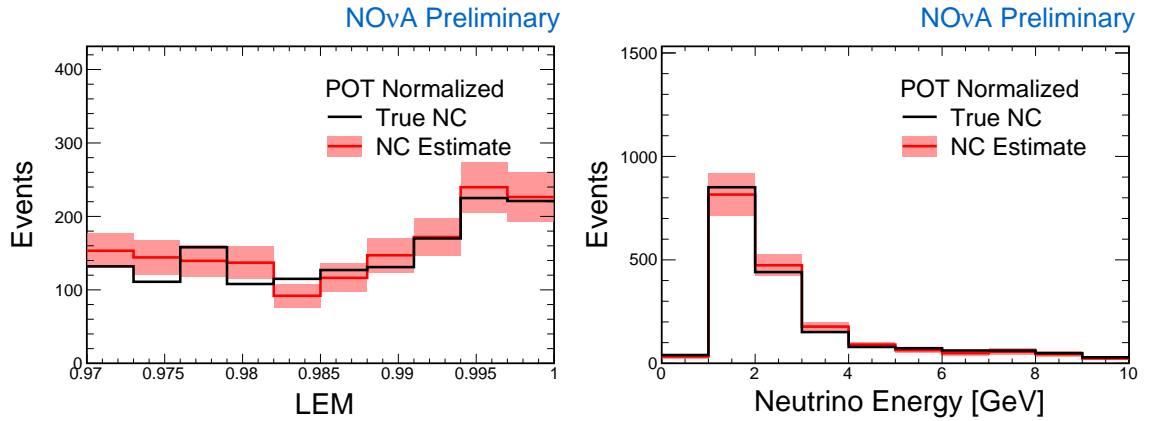 NOνA Preliminary
POT Normalized
True NC
NC Estimate
Events
400
300
200
100
0
0.97 0.975 0.98 0.985 0.99 0.995 1
LEM
NOνA Preliminary
POT Normalized
True NC
NC Estimate
Events
1500
1000
500
0
0 2 4 6 8 10
Neutrino Energy [GeV]